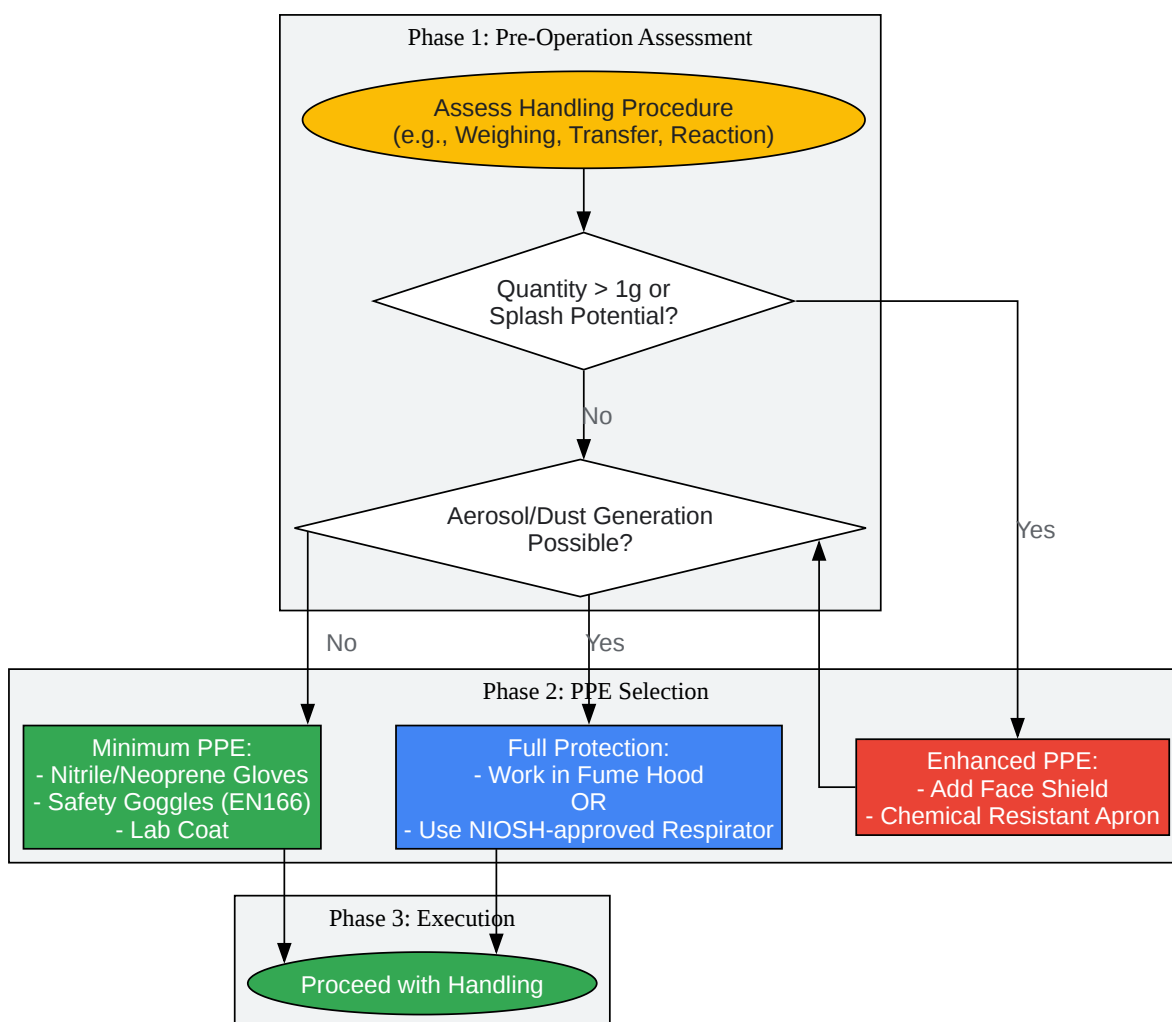 Phase 1: Pre-Operation Assessment
Assess Handling Procedure
(e.g., Weighing, Transfer, Reaction)
Quantity > 1g or
Splash Potential?
No
Yes
Aerosol/Dust Generation
Possible?
No
Yes
Phase 2: PPE Selection
Minimum PPE:
- Nitrile/Neoprene Gloves
- Safety Goggles (EN166)
- Lab Coat
Full Protection:
- Work in Fume Hood
OR
- Use NIOSH-approved Respirator
Enhanced PPE:
- Add Face Shield
- Chemical Resistant Apron
Phase 3: Execution
Proceed with Handling